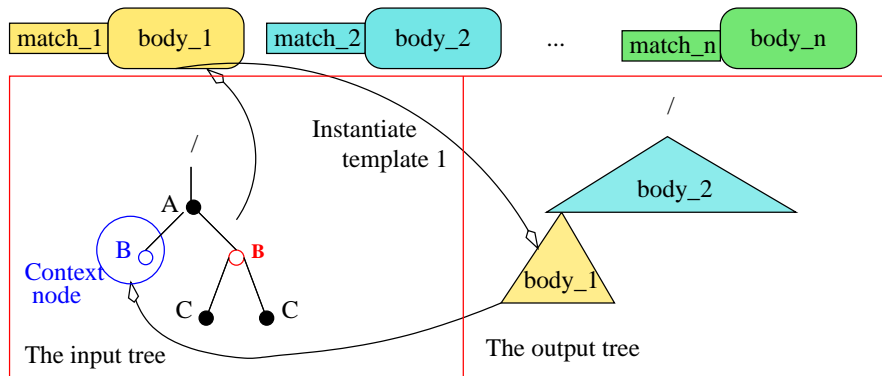 match_1
body_1
match_2
body_2
...
match_n
body_n
/
Instantiate
template 1
/
body_2
A
B
B
Context
node
body_1
C
C
The input tree
The output tree